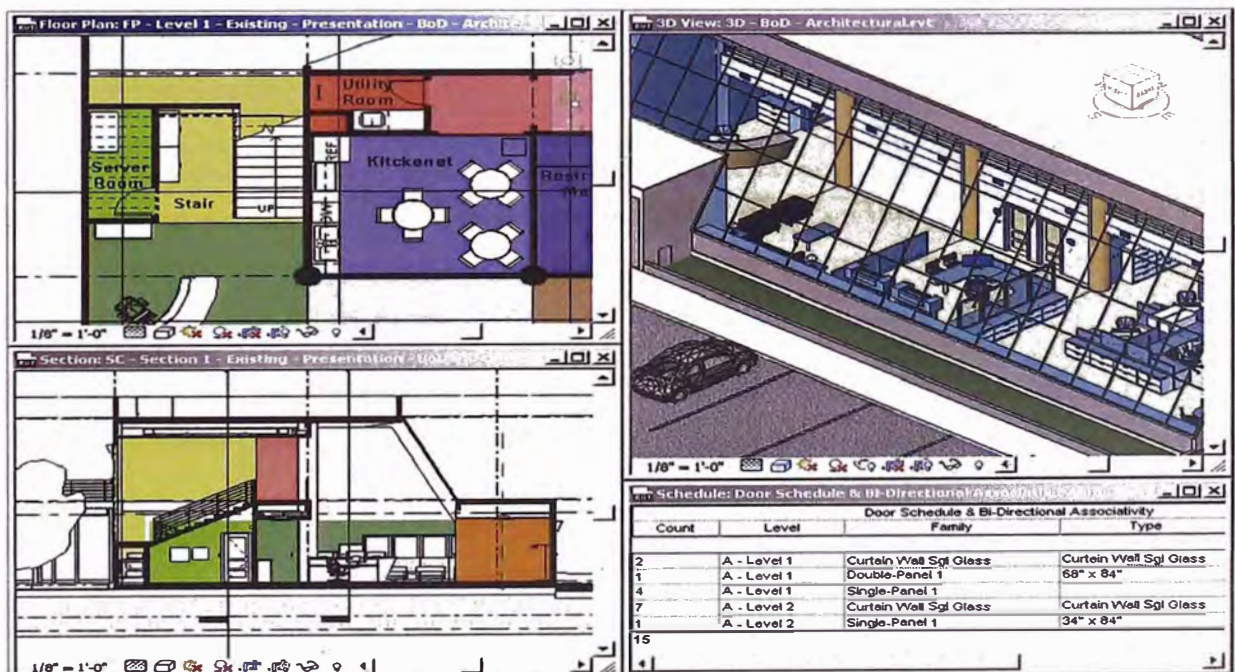 Floor Plan: FP - Level 1 - Existing - Presentation - BoD -
Utility
Room
REF
Kitckenet
Server
Room
Stair
UP
DW
1/8" = 1'-0"
3D View: 3D - BoD - Architectural.rvt
1/8" = 1'-0"
Section: SC - Section 1 - Existing - Presentation -
1/8" = 1'-0"
Schedule: Door Schedule & Bi-Directional
Door Schedule & Bi-Directional Associativity
Count Level Family Type
2 A - Level 1 Curtain Wall Sgl Glass Curtain Wall Sgl Glass
1 A - Level 1 Double-Panel 1 68" x 84"
4 A - Level 1 Single-Panel 1
7 A - Level 2 Curtain Wall Sgl Glass Curtain Wall Sgl Glass
1 A - Level 2 Single-Panel 1 34" x 84"
15